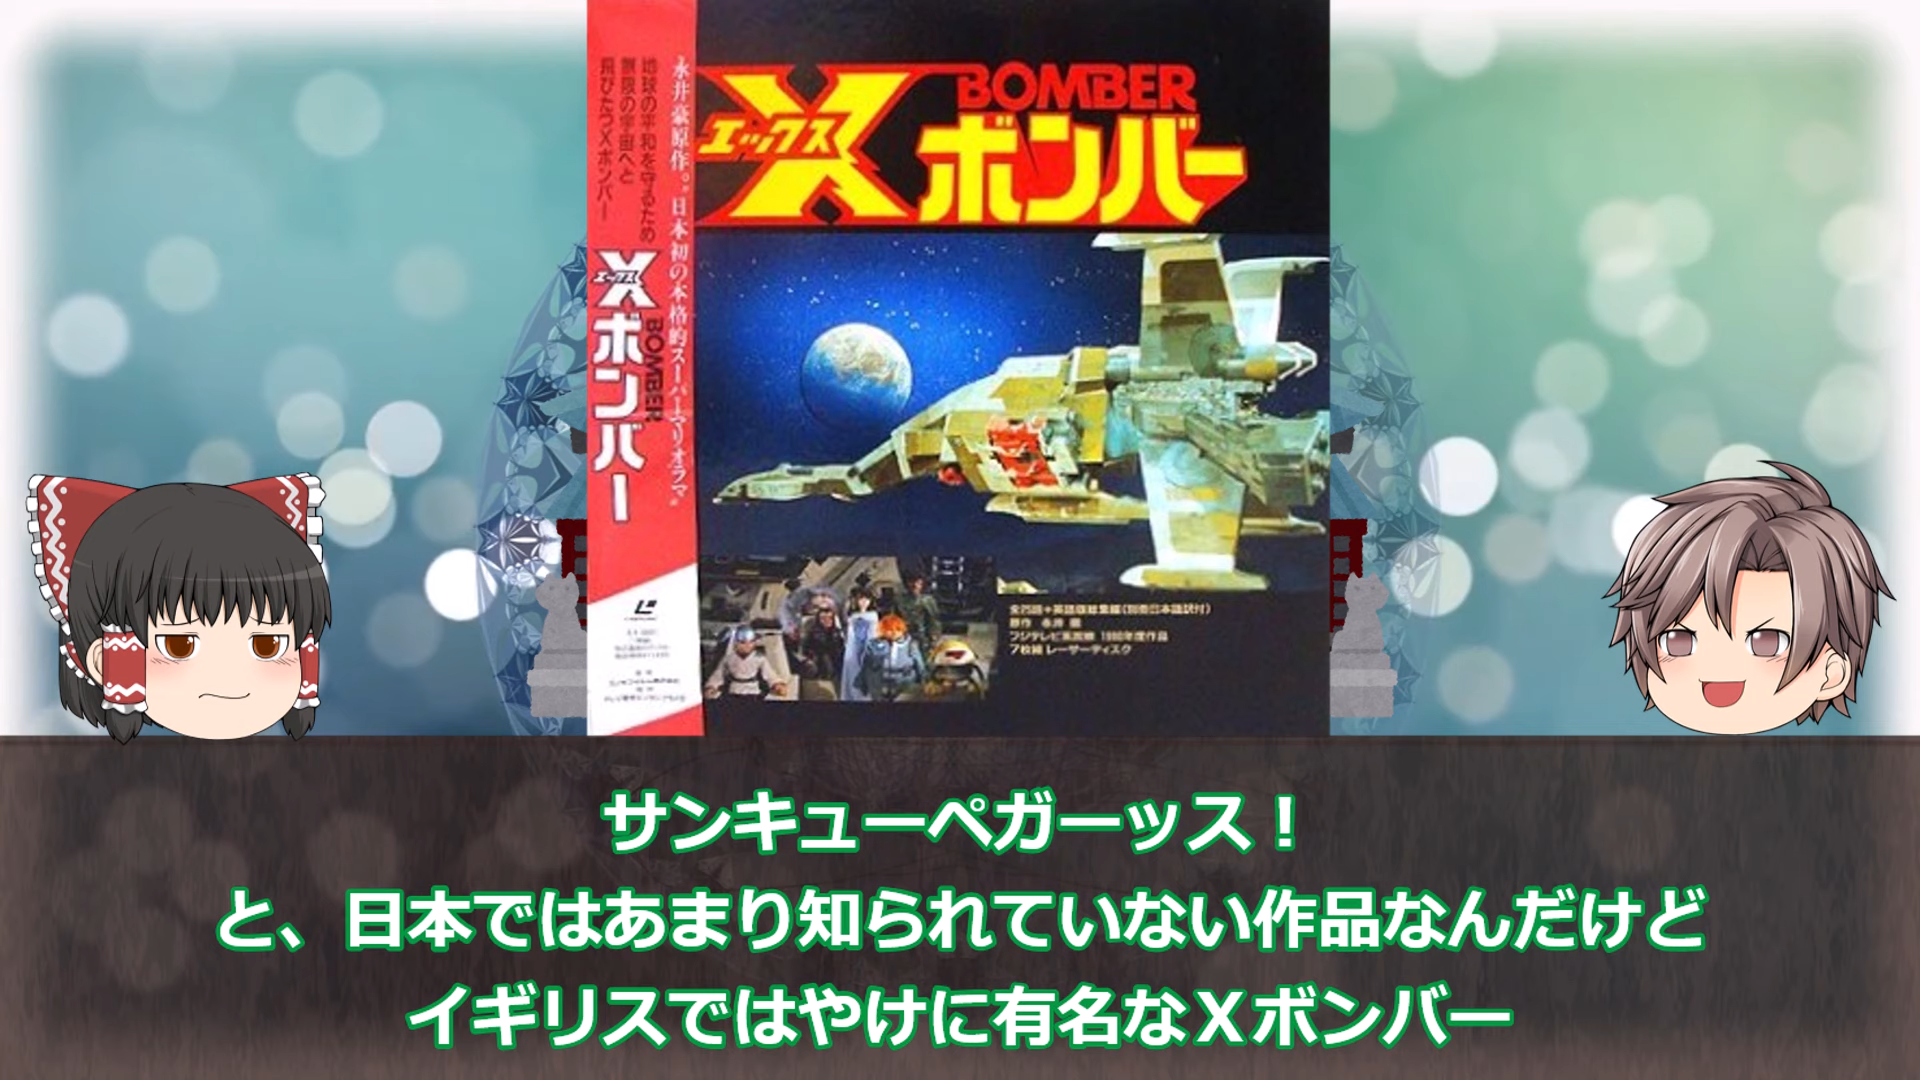 永井豪原作。"日本初の本格的スーパーマリオラマ"
地球の平和を守るため
無限の宇宙へと
飛びたつXボンバー
エックス
X
BOMBER
ボンバー
BOMBER
エックス
X
ボンバー
全25回+英語版総集編(別冊日本語訳付)
原作 永井 豪
フジテレビ系放映 1980年度作品
7枚組 レーザーディスク
サンキューペガーッス!
と、日本ではあまり知られていない作品なんだけど
イギリスではやけに有名なXボンバー